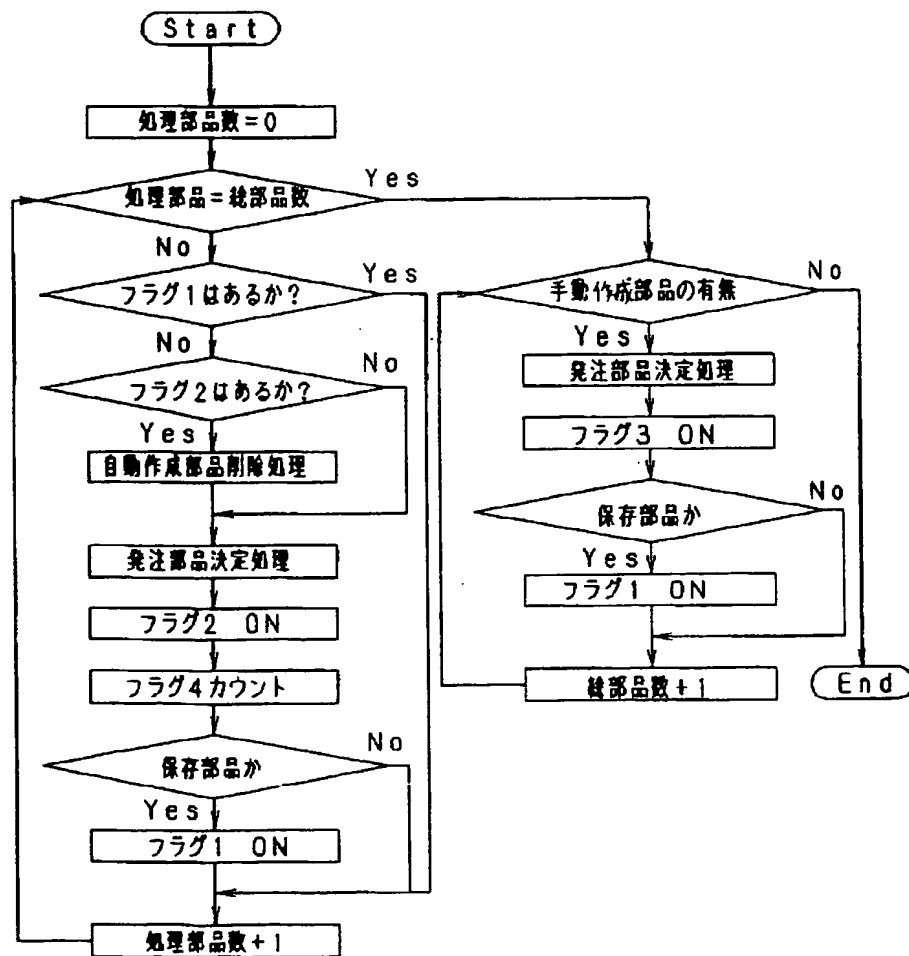 Start
処理部品数=0
処理部品=総部品数
Yes
No
フラグ1はあるか?
Yes
No
フラグ2はあるか?
No
Yes
自動作成部品削除処理
発注部品決定処理
フラグ2 ON
フラグ4カウント
保存部品か
No
Yes
フラグ1 ON
処理部品数+1
手動作成部品の有無
No
Yes
発注部品決定処理
フラグ3 ON
保存部品か
No
Yes
フラグ1 ON
総部品数+1
End